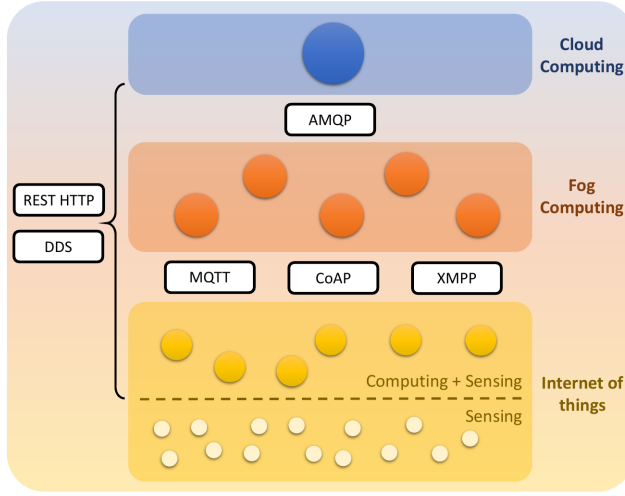 Cloud
Computing
AMQP
REST HTTP
DDS
Fog
Computing
MQTT
CoAP
XMPP
Computing + Sensing
Sensing
Internet of
things